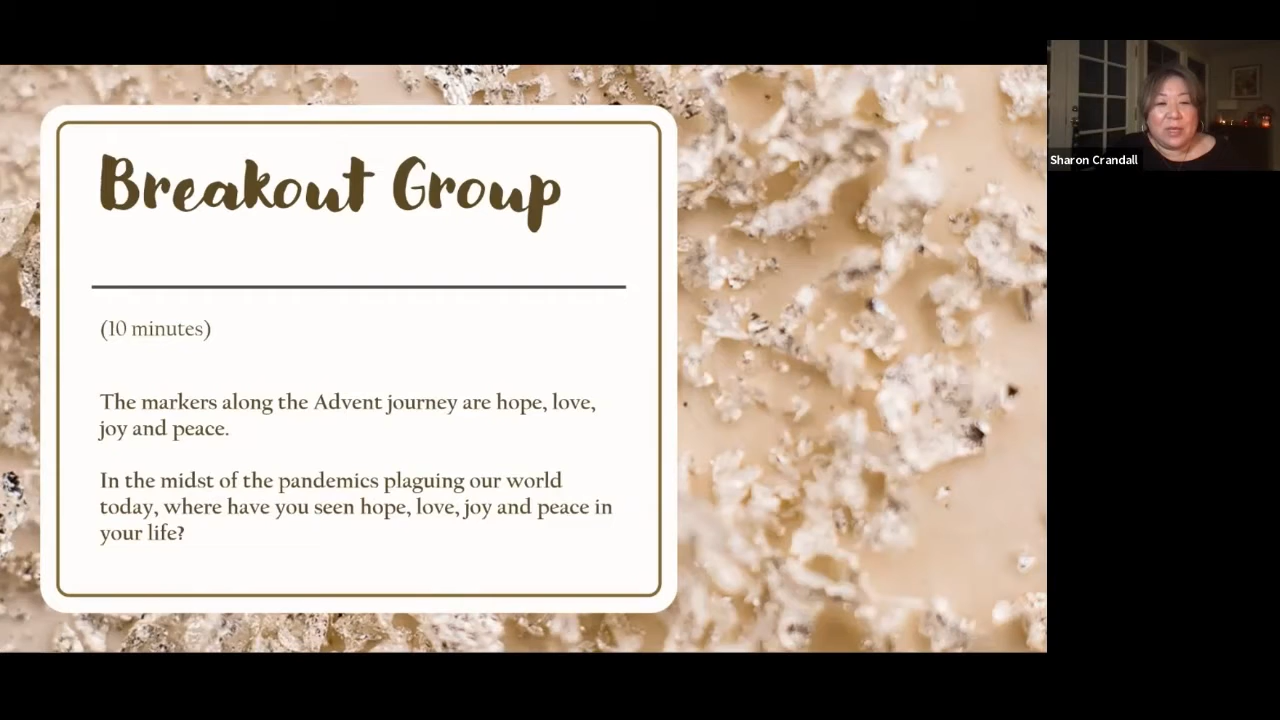 Breakout Group
(10 minutes)
The markers along the Advent journey are hope, love,
joy and peace.
In the midst of the pandemics plaguing our world
today, where have you seen hope, love, joy and peace in
your life?
Sharon Crandall